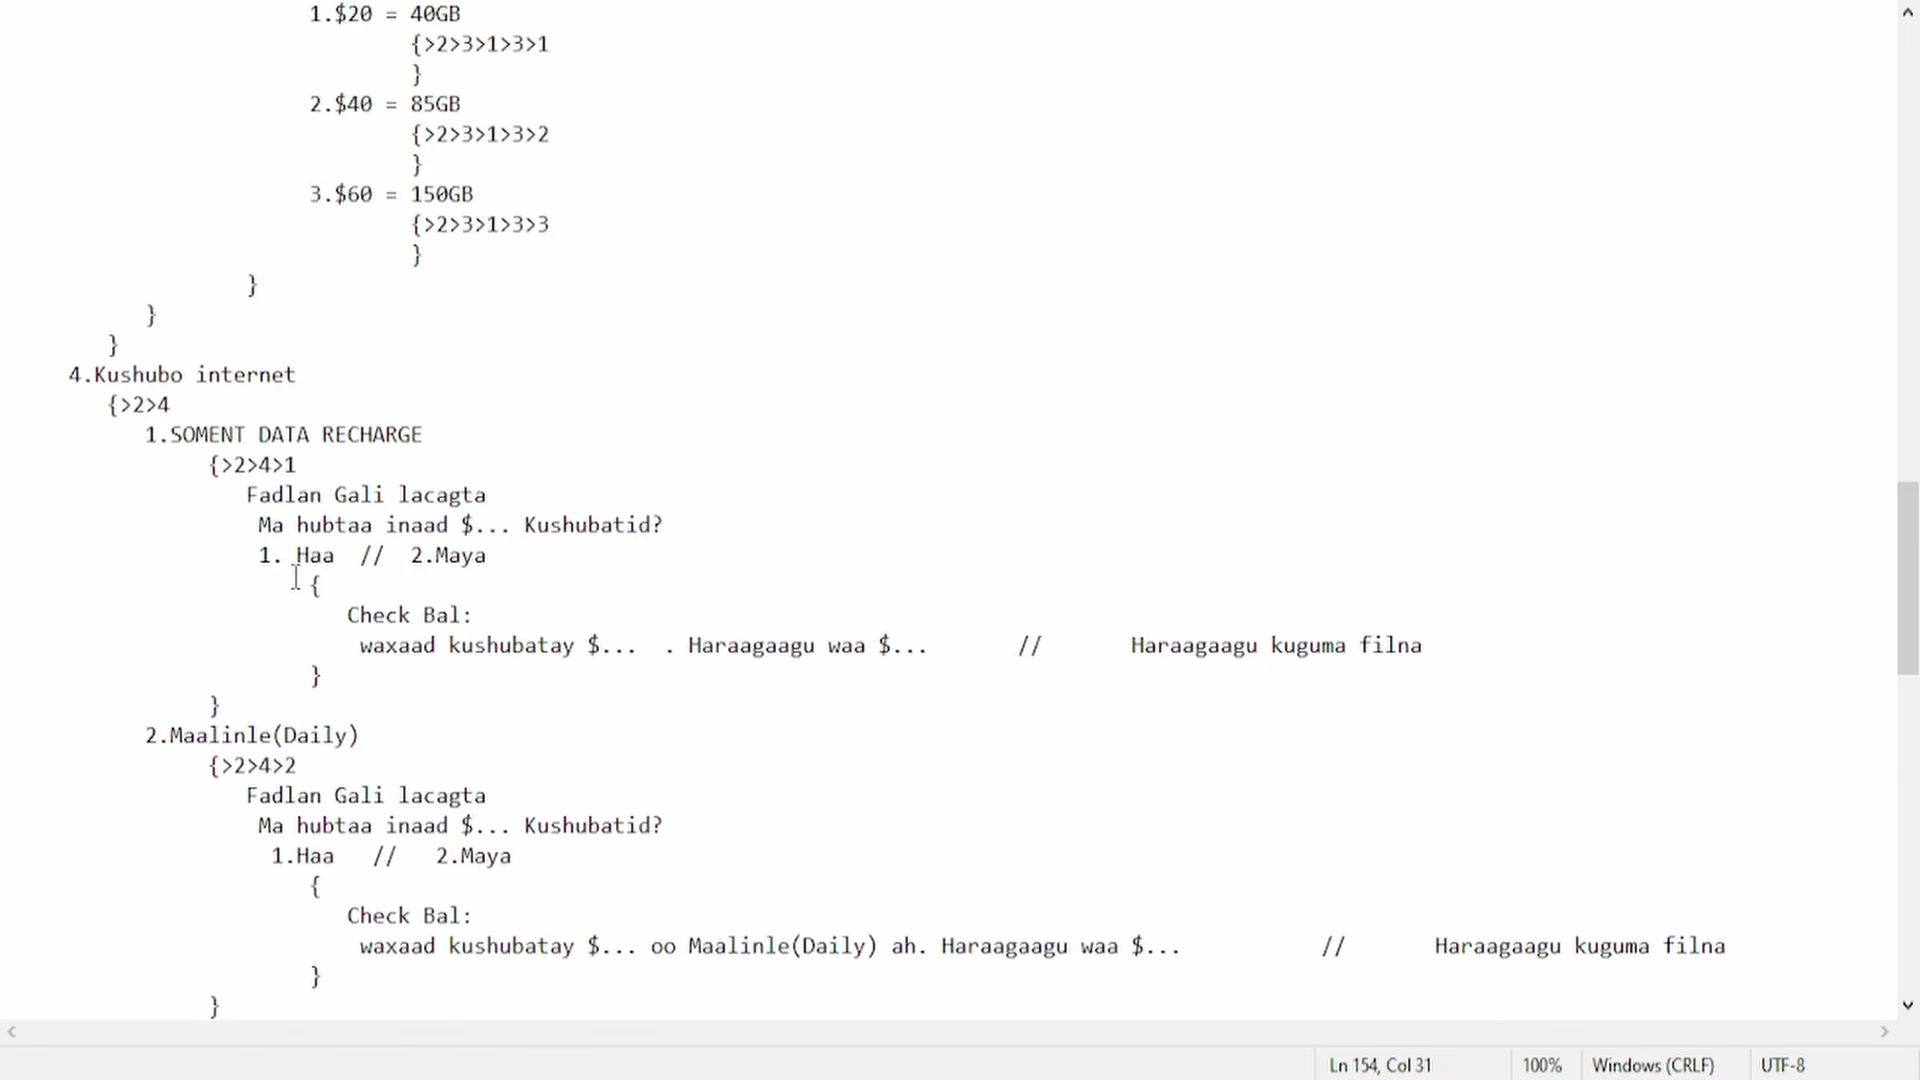 1.$20 = 40GB
{>2>3>1>3>1
}
2.$40 = 85GB
{>2>3>1>3>2
}
3.$60 = 150GB
{>2>3>1>3>3
}
}
}
}
4.Kushubo internet
{>2>4
1.SOMENT DATA RECHARGE
{>2>4>1
Fadlan Gali lacagta
Ma hubtaa inaad $... Kushubatid?
1. Haa // 2.Maya
{
Check Bal:
waxaad kushubatay $... . Haraagaagu waa $... // Haraagaagu kuguma filna
}
}
2.Maalinle(Daily)
{>2>4>2
Fadlan Gali lacagta
Ma hubtaa inaad $... Kushubatid?
1.Haa // 2.Maya
{
Check Bal:
waxaad kushubatay $... oo Maalinle(Daily) ah. Haraagaagu waa $... // Haraagaagu kuguma filna
}
}
Ln 154, Col 31 100% Windows (CRLF) UTF-8